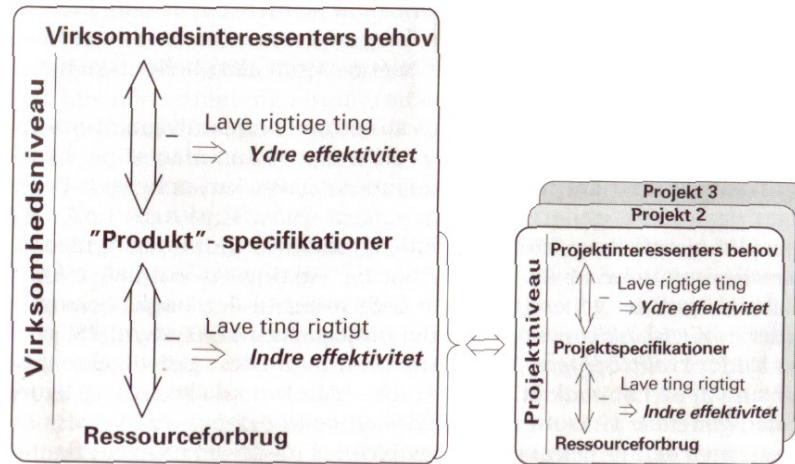 Virksomhedsinteressenters behov
Virksomhedsniveau
Lave rigtige ting
⇒ Ydre effektivitet
"Produkt"- specifikationer
Lave ting rigtigt
⇒ Indre effektivitet
Ressourceforbrug
Projekt 3
Projekt 2
Projektinteressenters behov
Projektniveau
Lave rigtige ting
⇒ Ydre effektivitet
Projektspecifikationer
Lave ting rigtigt
⇒ Indre effektivitet
Ressourceforbrug